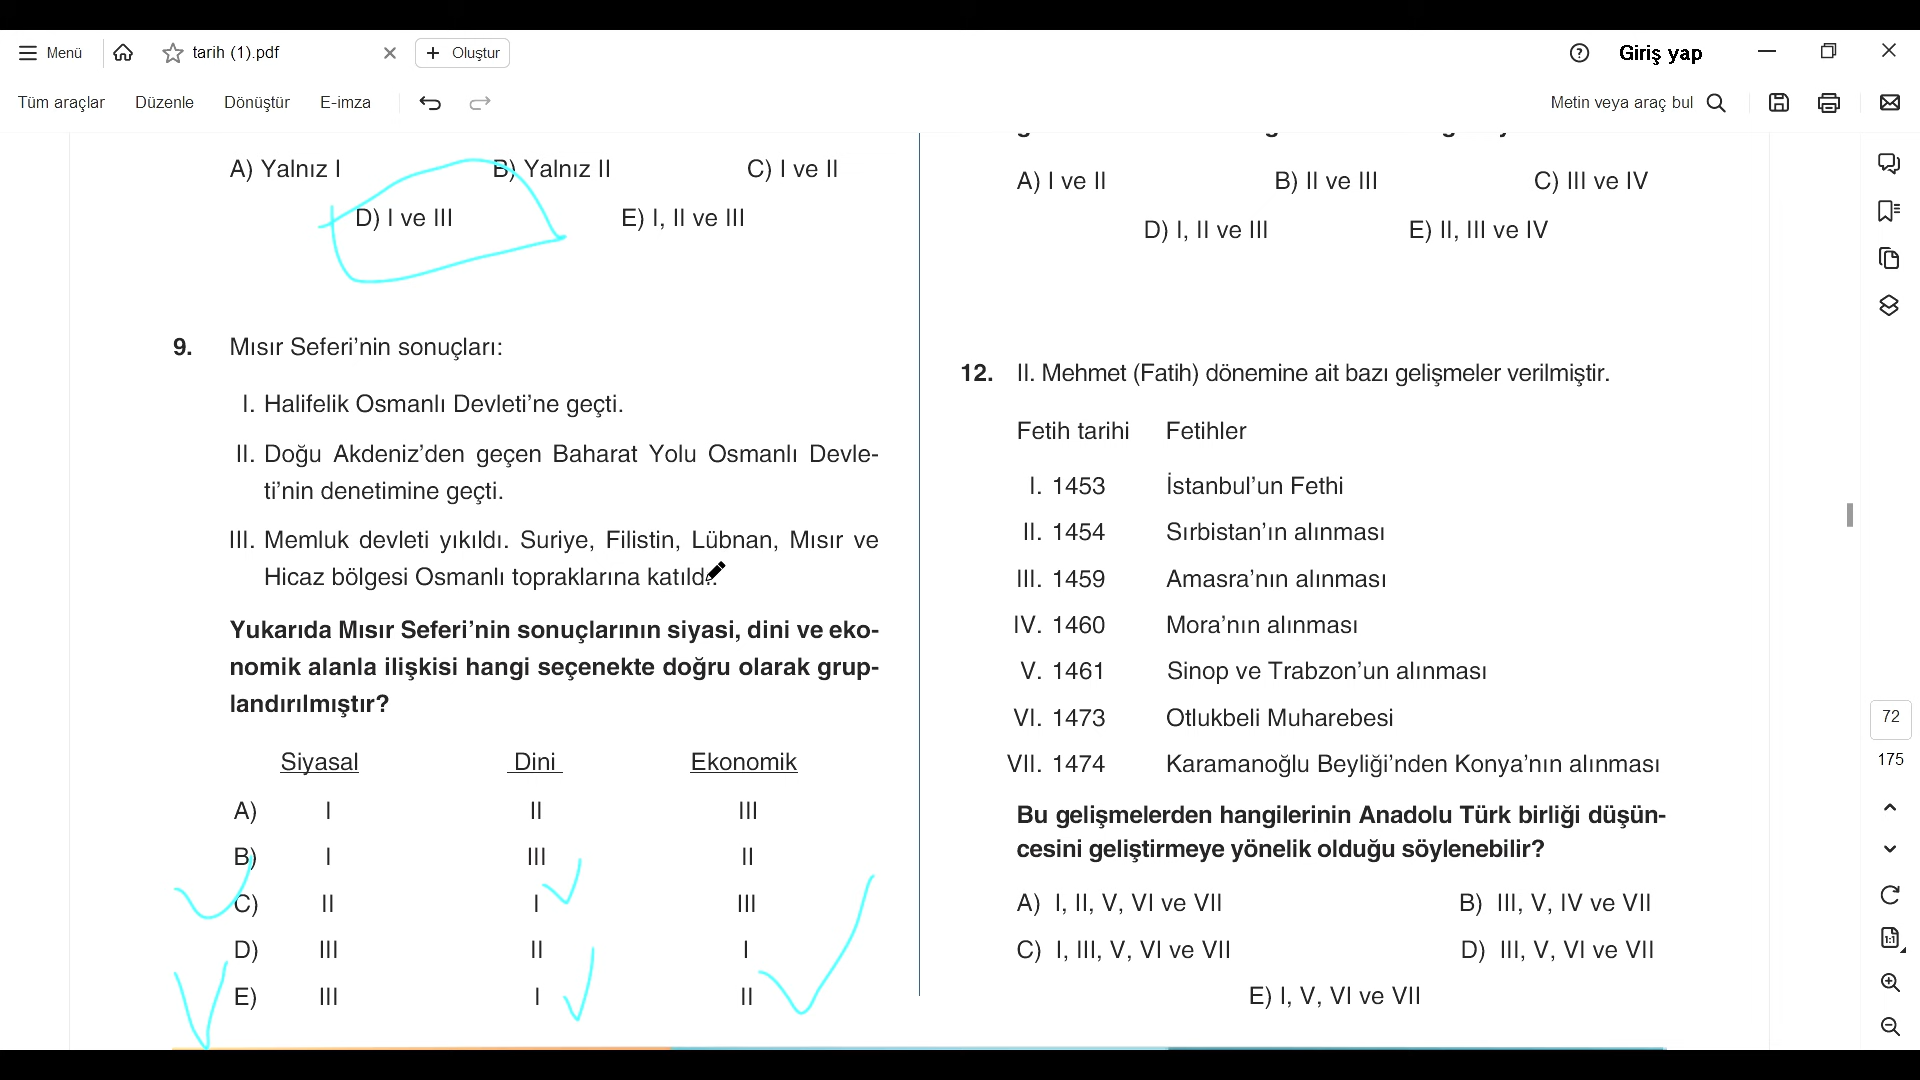 Menü
tarih (1).pdf
Oluştur
Giriş yap
Tüm araçlar Düzenle Dönüştür E-imza
Metin veya araç bul
A) Yalnız I B) Yalnız II C) I ve II
D) I ve III E) I, II ve III
9. Mısır Seferi’nin sonuçları:
I. Halifelik Osmanlı Devleti’ne geçti.
II. Doğu Akdeniz’den geçen Baharat Yolu Osmanlı Devle-
ti’nin denetimine geçti.
III. Memluk devleti yıkıldı. Suriye, Filistin, Lübnan, Mısır ve
Hicaz bölgesi Osmanlı topraklarına katıldı.
Yukarıda Mısır Seferi’nin sonuçlarının siyasi, dini ve eko-
nomik alanla ilişkisi hangi seçenekte doğru olarak grup-
landırılmıştır?
Siyasal Dini Ekonomik
A) I II III
B) I III II
C) II I III
D) III II I
E) III I II
A) I ve II B) II ve III C) III ve IV
D) I, II ve III E) II, III ve IV
12. II. Mehmet (Fatih) dönemine ait bazı gelişmeler verilmiştir.
Fetih tarihi Fetihler
I. 1453 İstanbul’un Fethi
II. 1454 Sırbistan’ın alınması
III. 1459 Amasra’nın alınması
IV. 1460 Mora’nın alınması
V. 1461 Sinop ve Trabzon’un alınması
VI. 1473 Otlukbeli Muharebesi
VII. 1474 Karamanoğlu Beyliği’nden Konya’nın alınması
Bu gelişmelerden hangilerinin Anadolu Türk birliği düşün-
cesini geliştirmeye yönelik olduğu söylenebilir?
A) I, II, V, VI ve VII B) III, V, IV ve VII
C) I, III, V, VI ve VII D) III, V, VI ve VII
E) I, V, VI ve VII
72
175
1:1